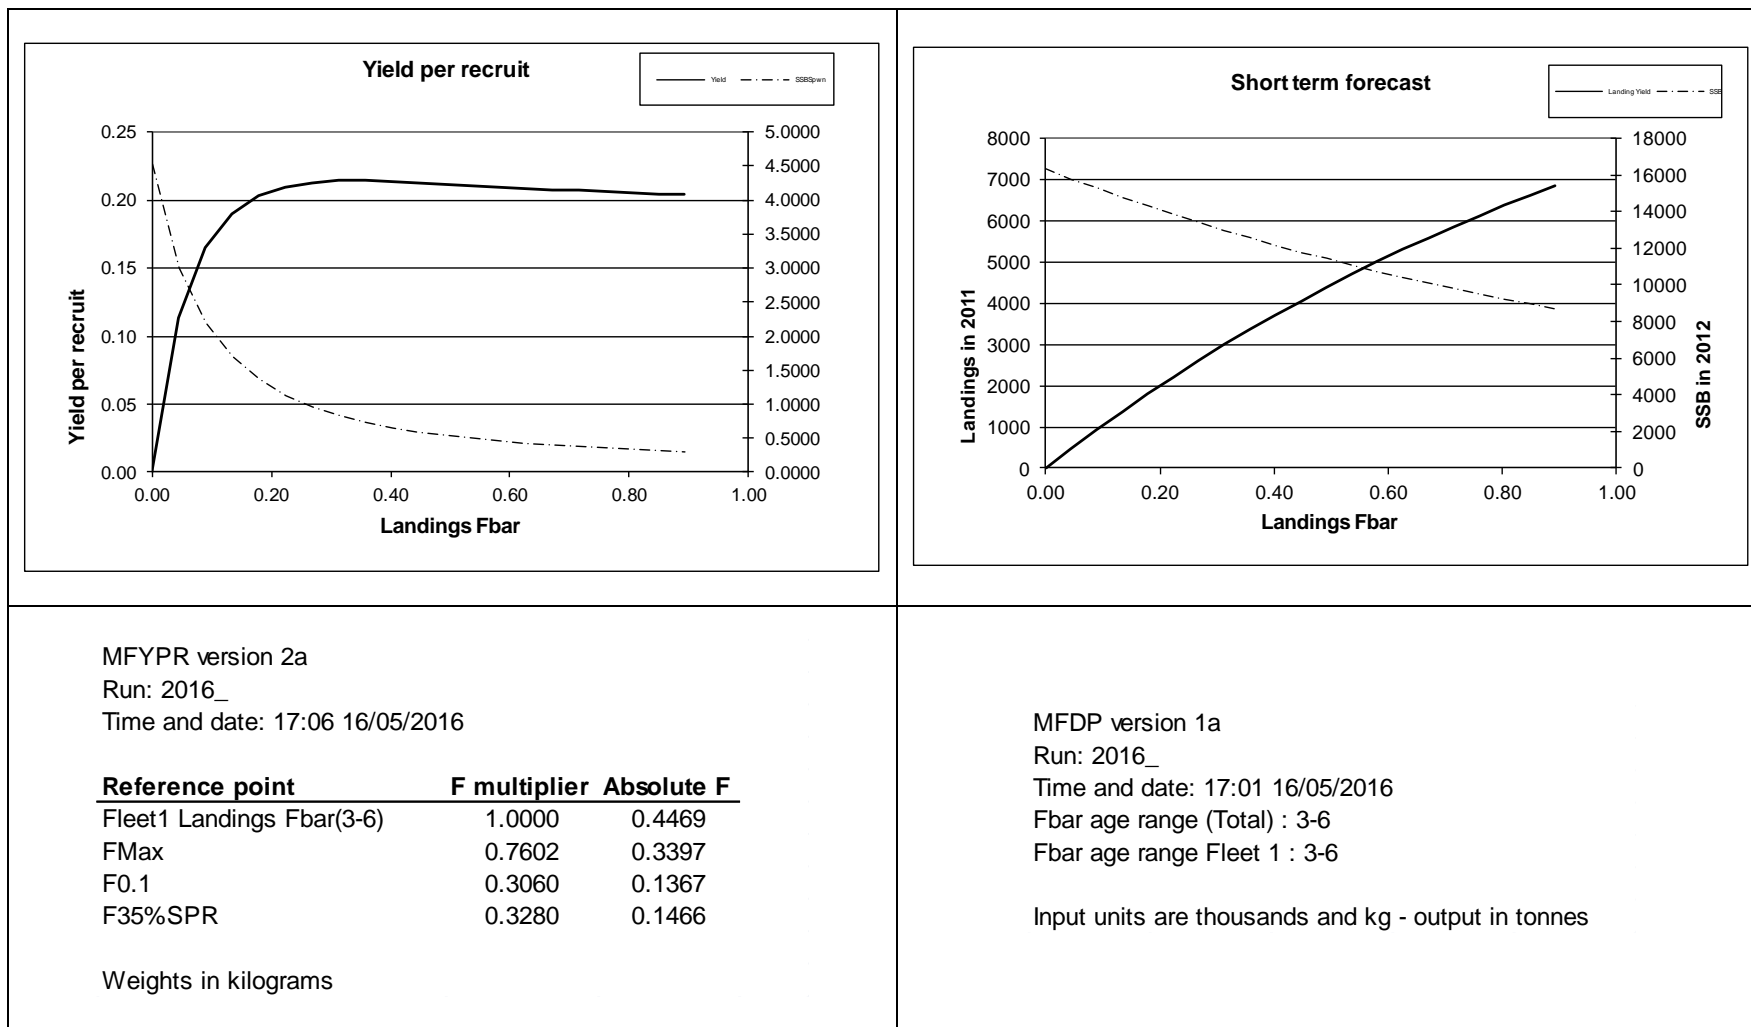 Yield per recruit
Yield SSBSpwn
0.25
0.20
0.15
0.10
0.05
0.00
5.0000
4.5000
4.0000
3.5000
3.0000
2.5000
2.0000
1.5000
1.0000
0.5000
0.0000
0.00 0.20 0.40 0.60 0.80 1.00
Yield per recruit
Landings Fbar
Short term forecast
Landing Yield SSB
8000
7000
6000
5000
4000
3000
2000
1000
0
18000
16000
14000
12000
10000
8000
6000
4000
2000
0
0.00 0.20 0.40 0.60 0.80 1.00
Landings in 2011
SSB in 2012
Landings Fbar
MFYPR version 2a
Run: 2016_
Time and date: 17:06 16/05/2016
Reference point F multiplier Absolute F
Fleet1 Landings Fbar(3-6) 1.0000 0.4469
FMax 0.7602 0.3397
F0.1 0.3060 0.1367
F35%SPR 0.3280 0.1466
Weights in kilograms
MFDP version 1a
Run: 2016_
Time and date: 17:01 16/05/2016
Fbar age range (Total) : 3-6
Fbar age range Fleet 1 : 3-6
Input units are thousands and kg - output in tonnes